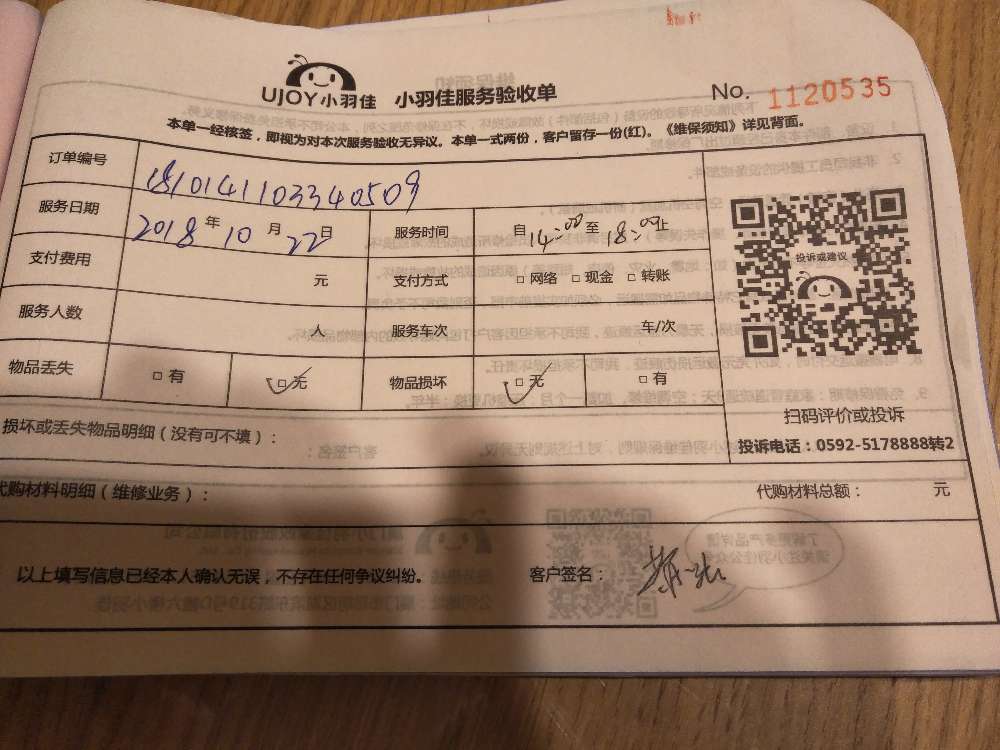 UJOY小羽佳 小羽佳服务验收单 No. 1120535
本单一经核签，即视为对本次服务验收无异议。本单一式两份，客户留存一份(红)。《维保须知》详见背面。
订单编号 1810141103340509
服务日期 2018年10月22日 服务时间 自14:00至18:00止
支付费用 元 支付方式 □网络 □现金 □转账
投诉或建议
服务人数 人 服务车次 车/次
物品丢失 □有 □无 物品损坏 □无 □有
扫码评价或投诉
损坏或丢失物品明细（没有可不填）：
投诉电话：0592-5178888转2
代购材料明细（维修业务）： 代购材料总额： 元
以上填写信息已经本人确认无误，不存在任何争议纠纷。 客户签名：